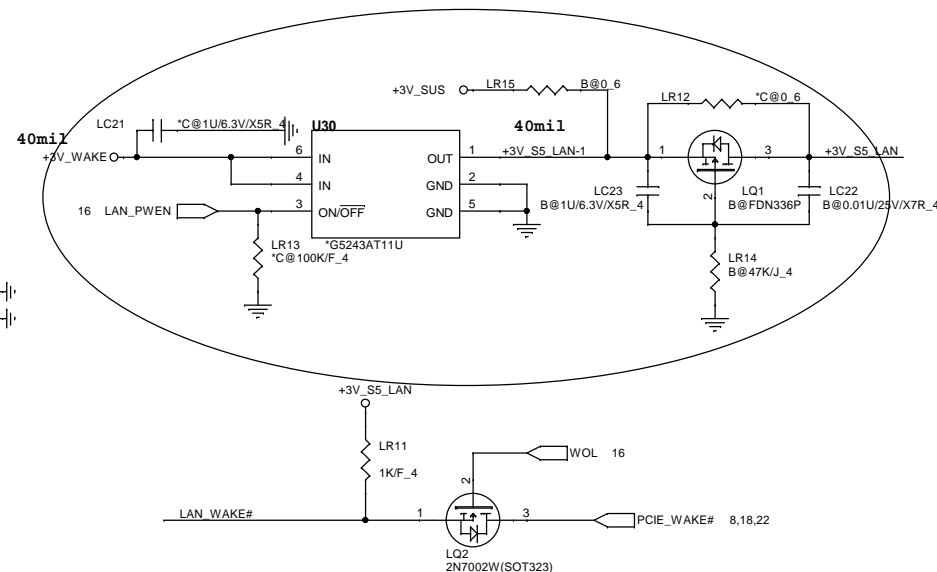 +3V_SUS
LR15
B@0_6
LR12
*C@0_6
LC21
*C@1U/6.3V/X5R_4
U30
40mil
40mil
+3V_WAKE
6
IN
OUT
1
+3V_S5_LAN-1
1
3
+3V_S5_LAN
4
IN
GND
2
16
LAN_PWEN
3
ON/OFF
GND
5
2
LC23
B@1U/6.3V/X5R_4
LQ1
B@FDN336P
LC22
B@0.01U/25V/X7R_4
*G5243AT11U
LR13
*C@100K/F_4
LR14
B@47K/J_4
+3V_S5_LAN
LR11
1K/F_4
WOL 16
2
LAN_WAKE#
1
3
PCIE_WAKE# 8,18,22
LQ2
2N7002W(SOT323)